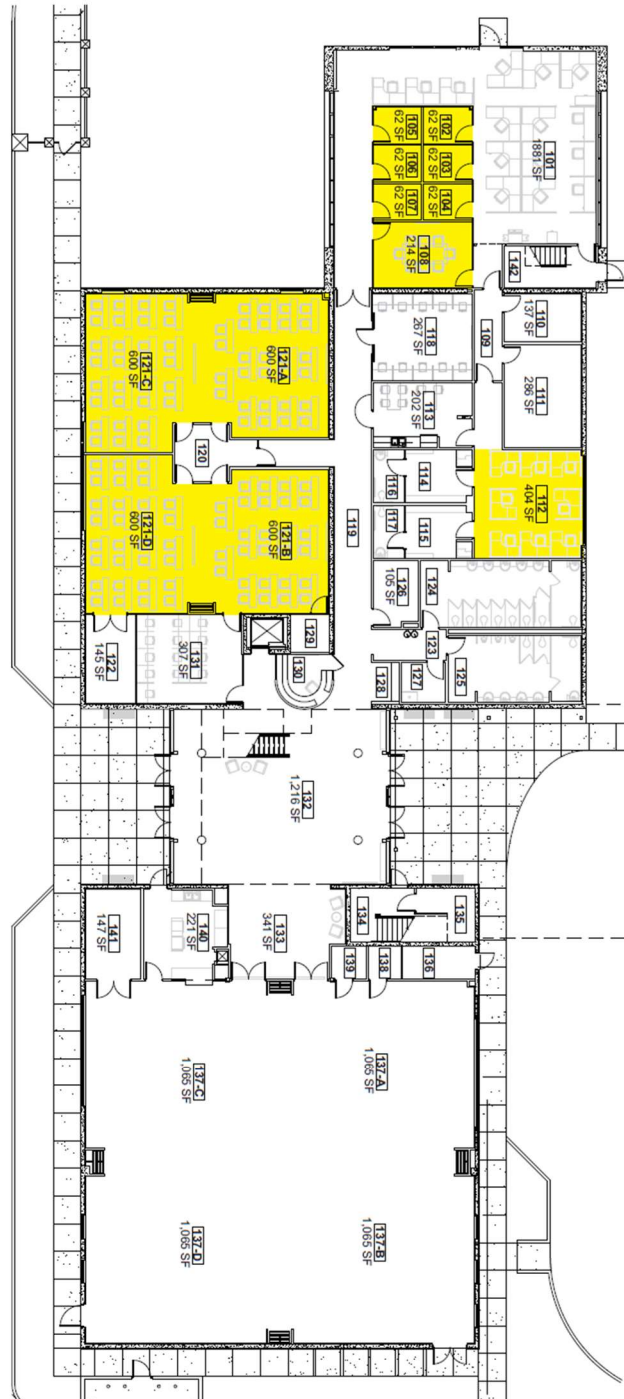 101
1881 SF
102
62 SF
105
62 SF
103
62 SF
106
62 SF
104
62 SF
107
62 SF
108
214 SF
142
110
137 SF
109
118
267 SF
111
286 SF
121-A
600 SF
121-C
600 SF
113
202 SF
120
114
116
112
404 SF
121-B
600 SF
121-D
600 SF
119
115
117
126
105 SF
124
129
123
131
307 SF
122
145 SF
130
128
127
125
132
1,216 SF
141
147 SF
140
221 SF
133
341 SF
134
135
139
138
136
137-A
1,065 SF
137-C
1,065 SF
137-B
1,065 SF
137-D
1,065 SF